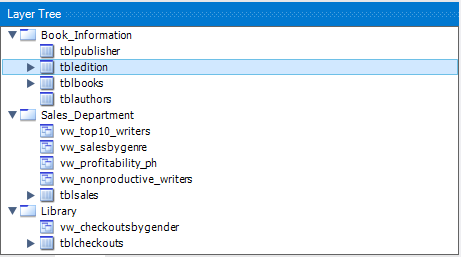 Layer Tree
Book_Information
tblpublisher
tbledition
tblbooks
tblauthors
Sales_Department
vw_top10_writers
vw_salesbygenre
vw_profitability_ph
vw_nonproductive_writers
tblsales
Library
vw_checkoutsbygender
tblcheckouts